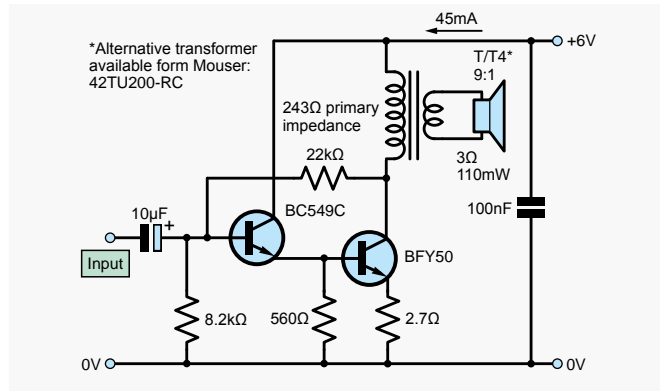 45mA
+6V
*Alternative transformer
available form Mouser:
42TU200-RC
T/T4*
9:1
243Ω primary
impedance
3Ω
110mW
22kΩ
100nF
BC549C
10µF
+
BFY50
Input
8.2kΩ
560Ω
2.7Ω
0V
0V